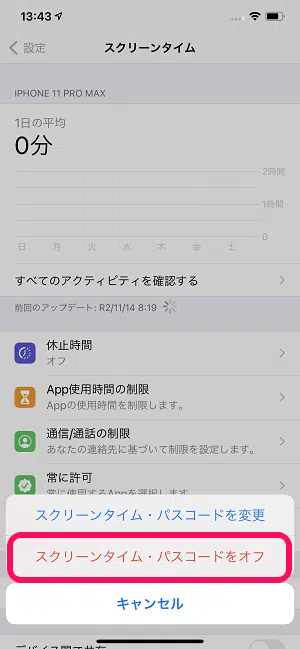 13:43
設定
スクリーンタイム
IPHONE 11 PRO MAX
1日の平均
0分
2時間
1時間
0
日 月 火 水 木 金 土
すべてのアクティビティを確認する
前回のアップデート: R2/11/14 8:19
休止時間
オフ
App使用時間の制限
Appの使用時間を制限します。
通信/通話の制限
あなたの連絡先に基づいて制限を設定します。
常に許可
常に使用するAppを選択します。
スクリーンタイム・パスコードを変更
スクリーンタイム・パスコードをオフ
キャンセル
デバイス間で共有